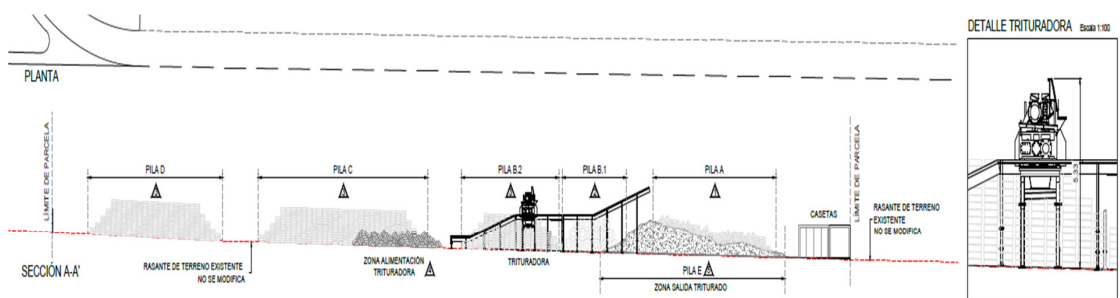 DETALLE TRITURADORA Escala 1:100
PLANTA
LÍMITE DE PARCELA
PILA D
PILA C
PILA B.2
PILA B.1
PILA A
LÍMITE DE PARCELA
5.33
RASANTE DE TERRENO
EXISTENTE
NO SE MODIFICA
CASETAS
SECCIÓN A-A'
RASANTE DE TERRENO EXISTENTE
NO SE MODIFICA
ZONA ALIMENTACIÓN
TRITURADORA
4
TRITURADORA
PILA E
ZONA SALIDA TRITURADO